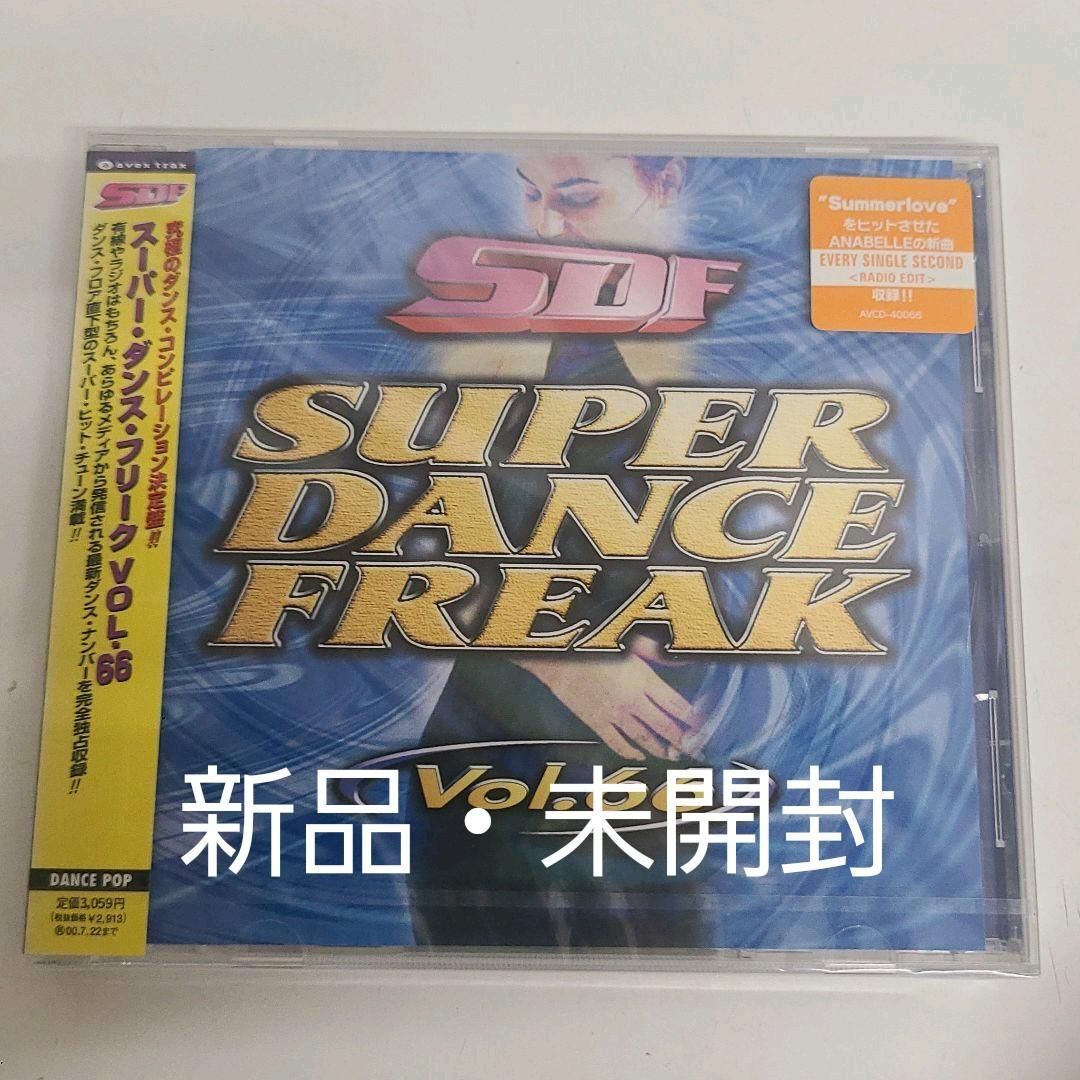 avex trax
SDF
究極のダンス・コンピレーション決定盤!!
スーパー・ダンス・フリーク VOL.66
有線やラジオはもちろん、あらゆるメディアから発信される最新ダンス・ナンバーを完全独占収録!!
ダンス・フロア直下型のスーパー・ヒット・チューン満載!!
DANCE POP
定価3,059円
(税抜価格¥2,913)
Ⓡ00.7.22まで
SDF
SUPER
DANCE
FREAK
Vol.66
"Summerlove"
をヒットさせた
ANABELLEの新曲
EVERY SINGLE SECOND
<RADIO EDIT>
収録!!
AVCD-40066
新品・未開封